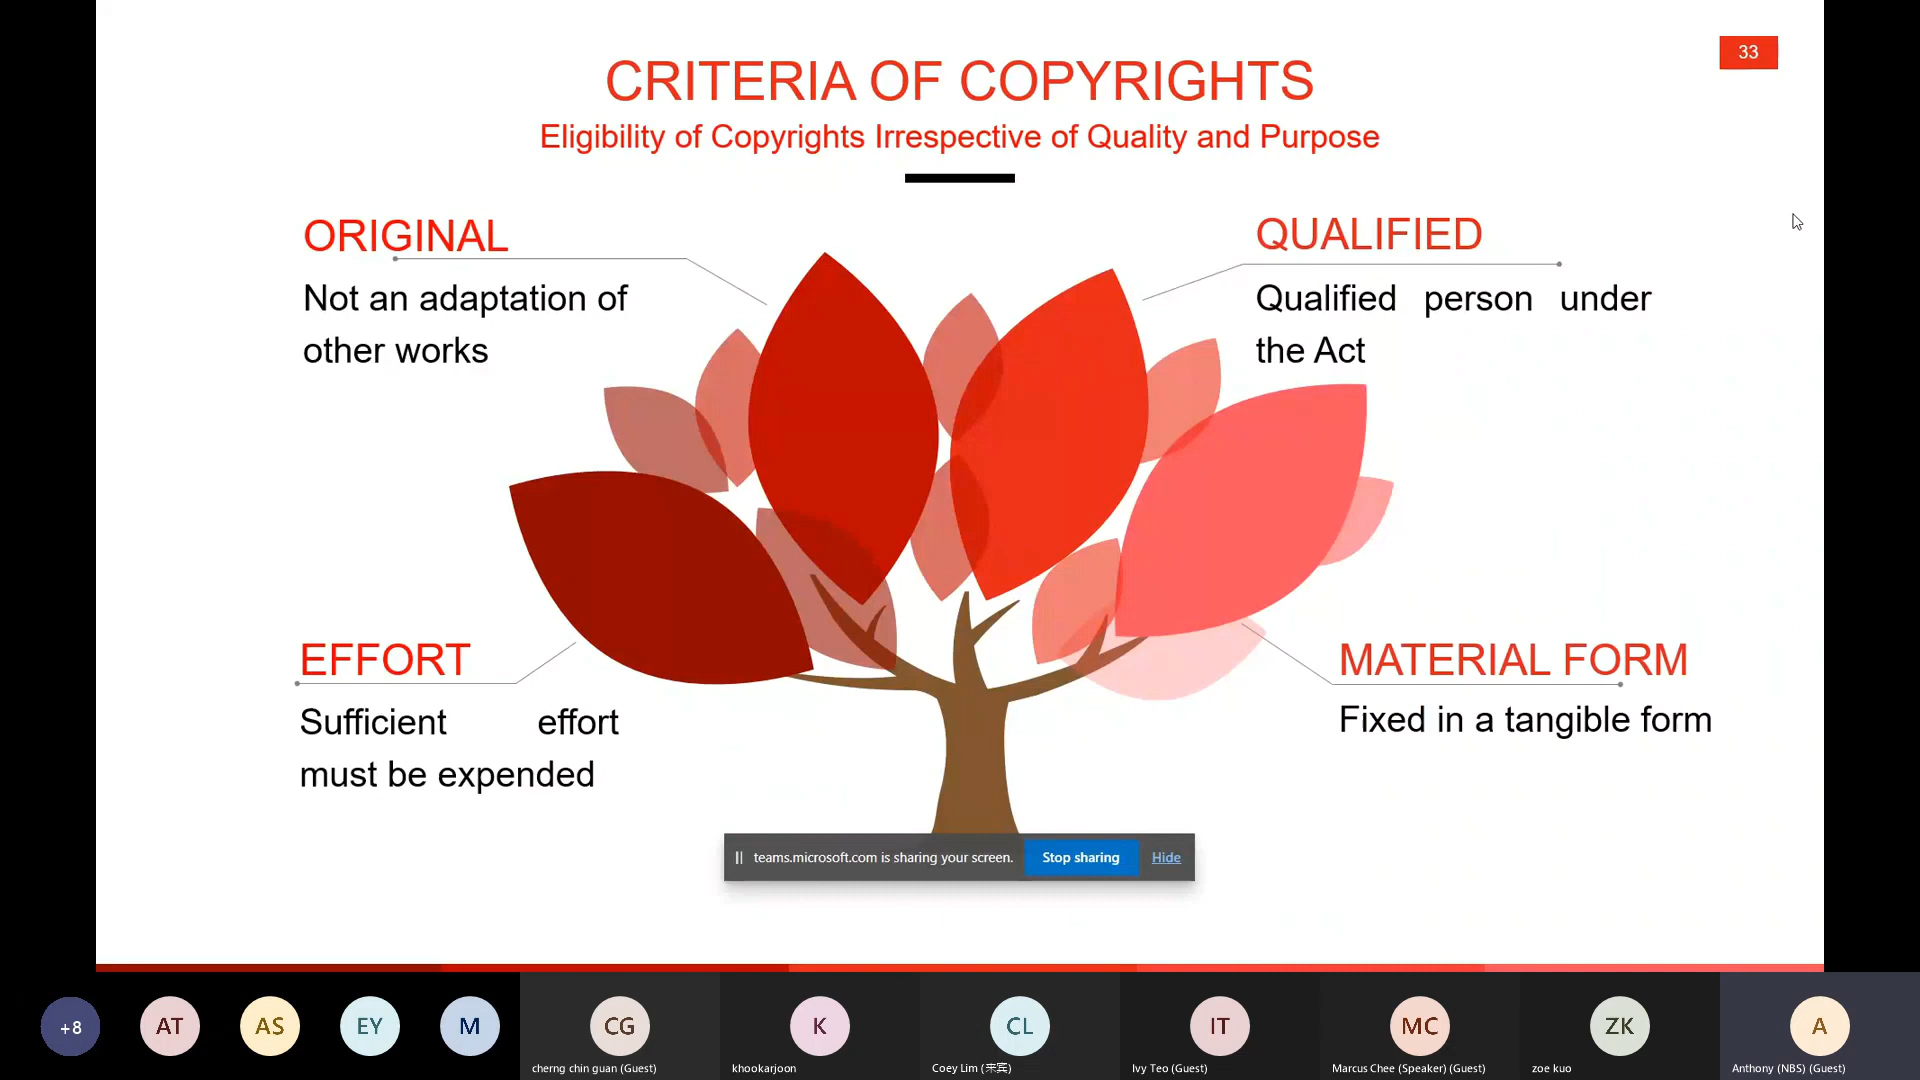 33
CRITERIA OF COPYRIGHTS
Eligibility of Copyrights Irrespective of Quality and Purpose
ORIGINAL
Not an adaptation of
other works
QUALIFIED
Qualified person under
the Act
EFFORT
Sufficient effort
must be expended
MATERIAL FORM
Fixed in a tangible form
teams.microsoft.com is sharing your screen.
Stop sharing
Hide
+8
AT
AS
EY
M
CG
cherng chin guan (Guest)
K
khookarjoon
CL
Coey Lim (来宾)
IT
Ivy Teo (Guest)
MC
Marcus Chee (Speaker) (Guest)
ZK
zoe kuo
A
Anthony (NBS) (Guest)